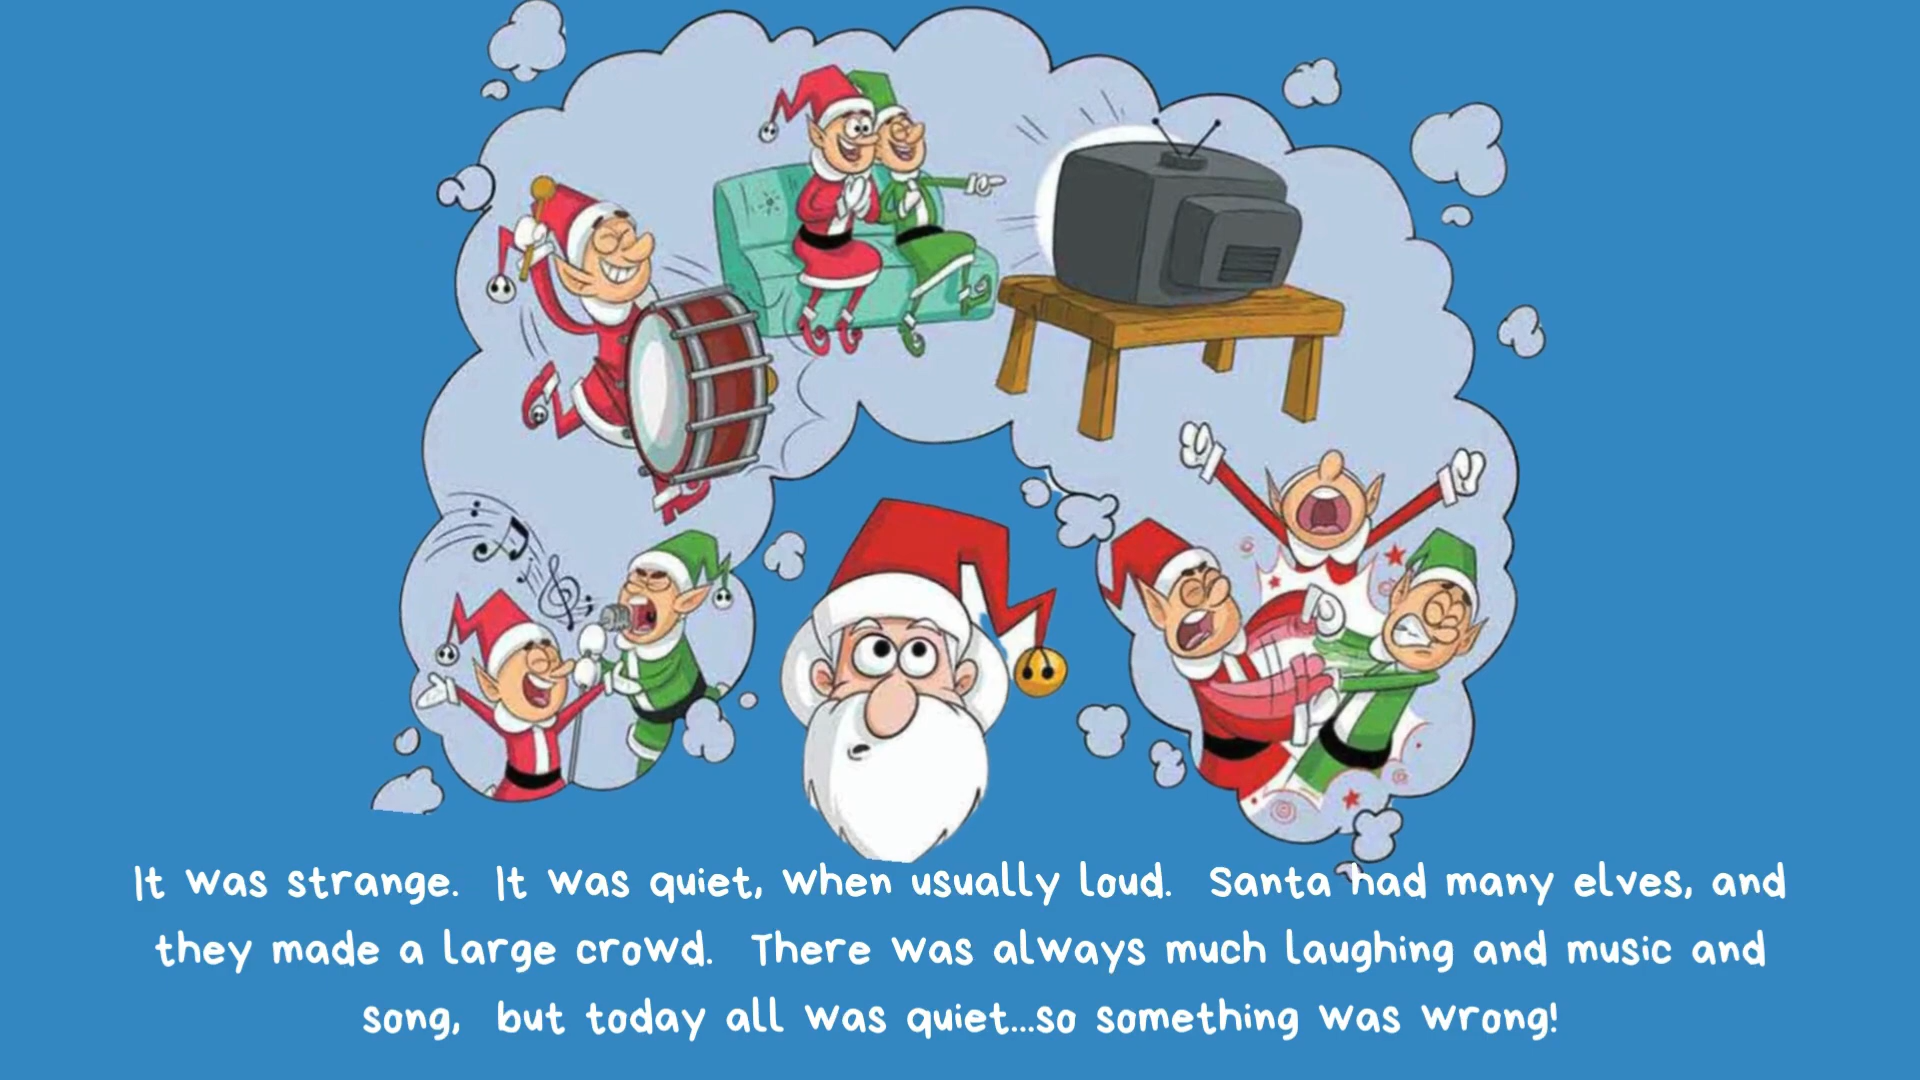 It was strange. It was quiet, when usually loud. Santa had many elves, and
they made a large crowd. There was always much laughing and music and
song, but today all was quiet...so something was wrong!